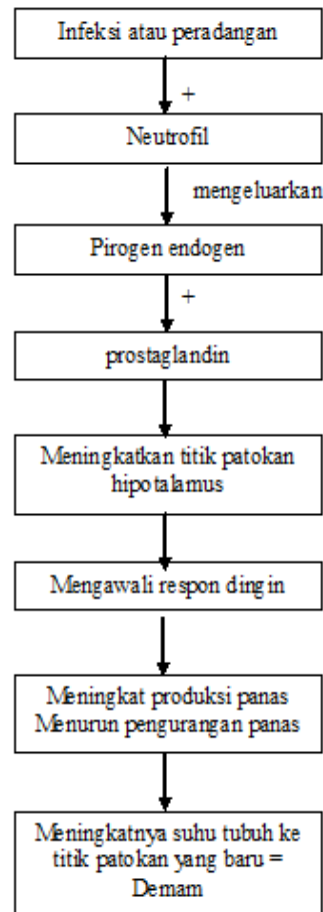 Infeksi atau peradangan
+
Neutrofil
mengeluarkan
Pirogen endogen
+
prostaglandin
Meningkatkan titik patokan
hipotalamus
Mengawali respon dingin
Meningkat produksi panas
Menurun pengurangan panas
Meningkatnya suhu tubuh ke
titik patokan yang baru =
Demam